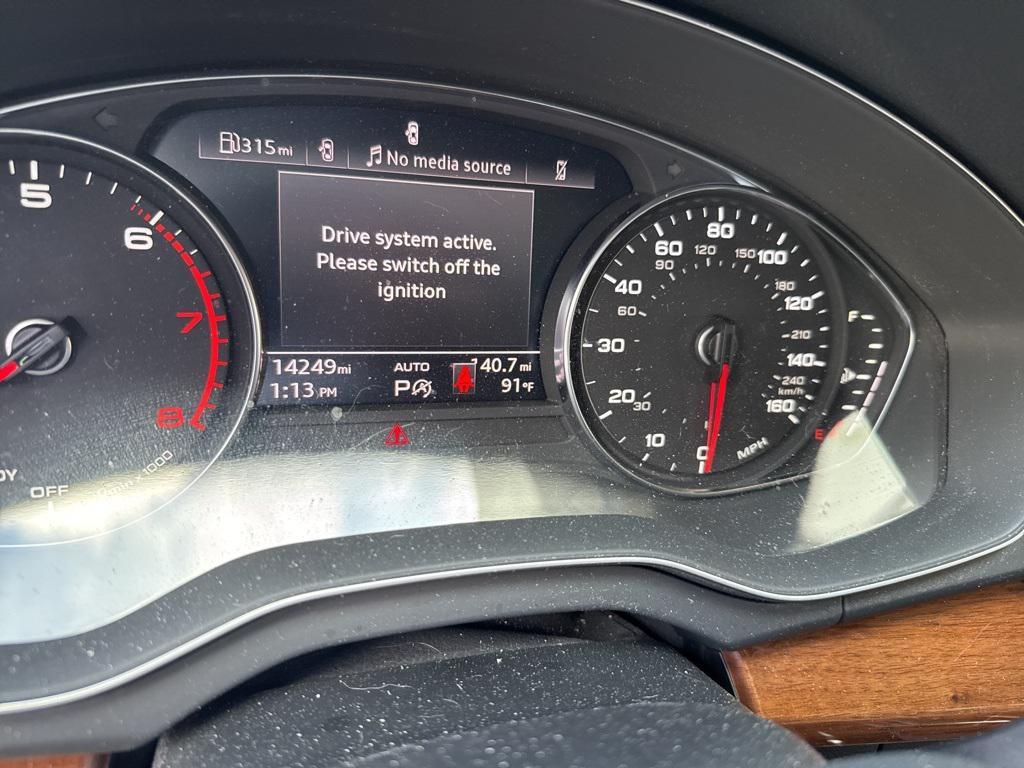 315 mi
No media source
Drive system active.
Please switch off the
ignition
14249 mi
1:13 PM
AUTO
P
140.7 mi
91°F
5
6
7
8
OFF
1/min x 1000
0
10
20
30
40
60
80
100
120
140
160
30
60
90
120
150
180
210
240
km/h
MPH
F
E